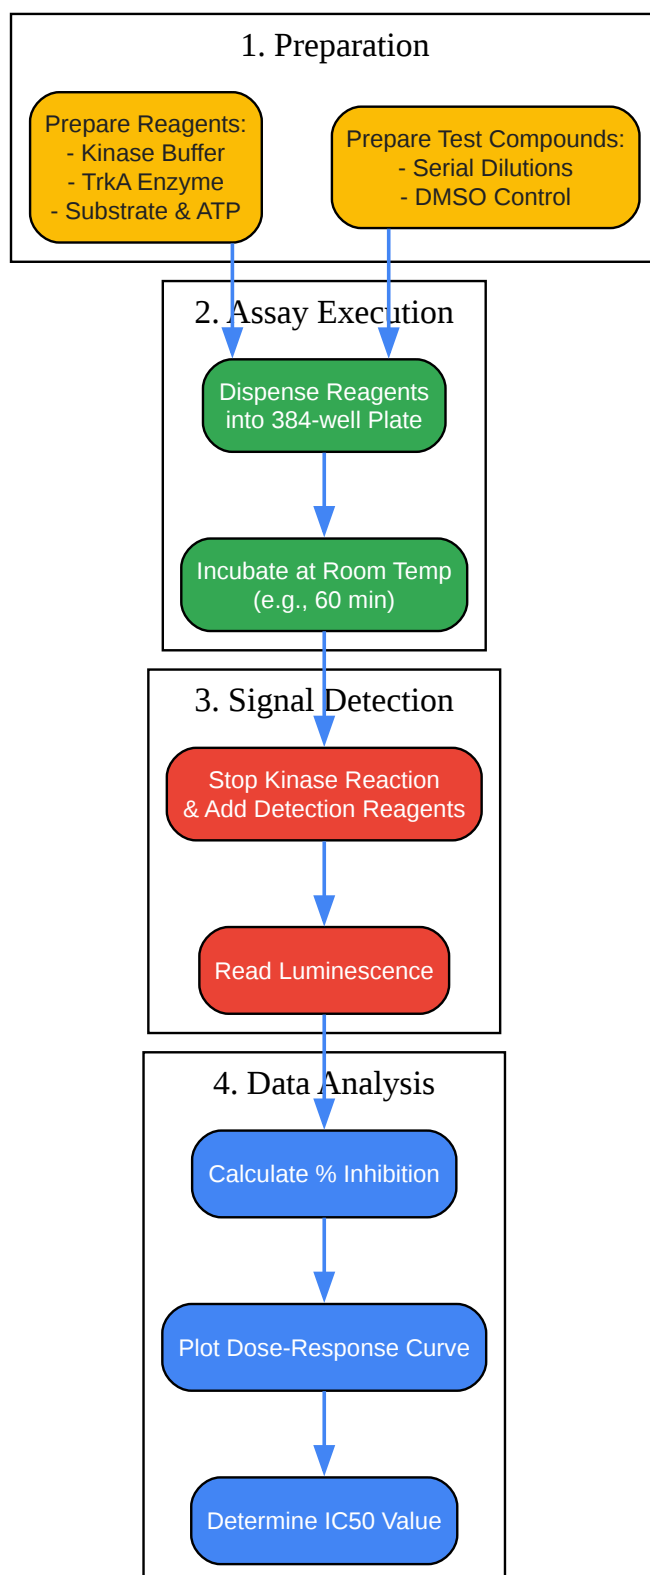 1. Preparation
Prepare Reagents:
- Kinase Buffer
- TrkA Enzyme
- Substrate & ATP
Prepare Test Compounds:
- Serial Dilutions
- DMSO Control
2. Assay Execution
Dispense Reagents
into 384-well Plate
Incubate at Room Temp
(e.g., 60 min)
3. Signal Detection
Stop Kinase Reaction
& Add Detection Reagents
Read Luminescence
4. Data Analysis
Calculate % Inhibition
Plot Dose-Response Curve
Determine IC50 Value